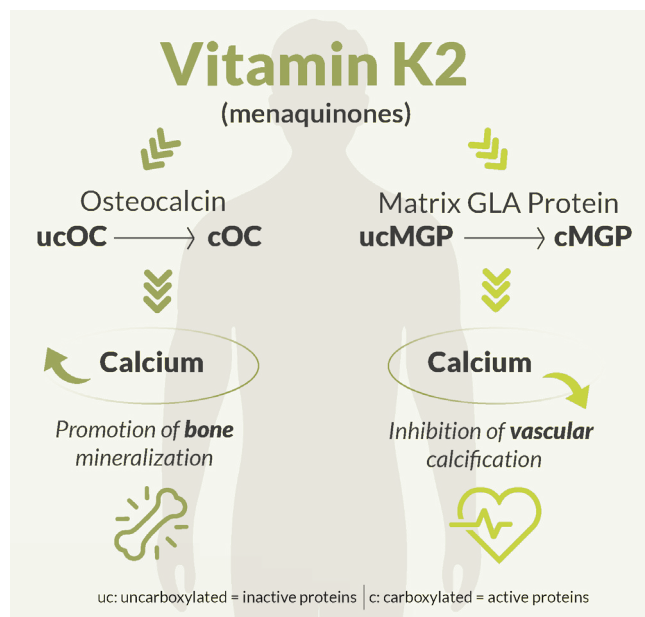 Vitamin K2
(menaquinones)
Osteocalcin
ucOC cOC
Calcium
Promotion of bone
mineralization
Matrix GLA Protein
ucMGP cMGP
Calcium
Inhibition of vascular
calcification
uc: uncarboxylated = inactive proteins | c: carboxylated = active proteins